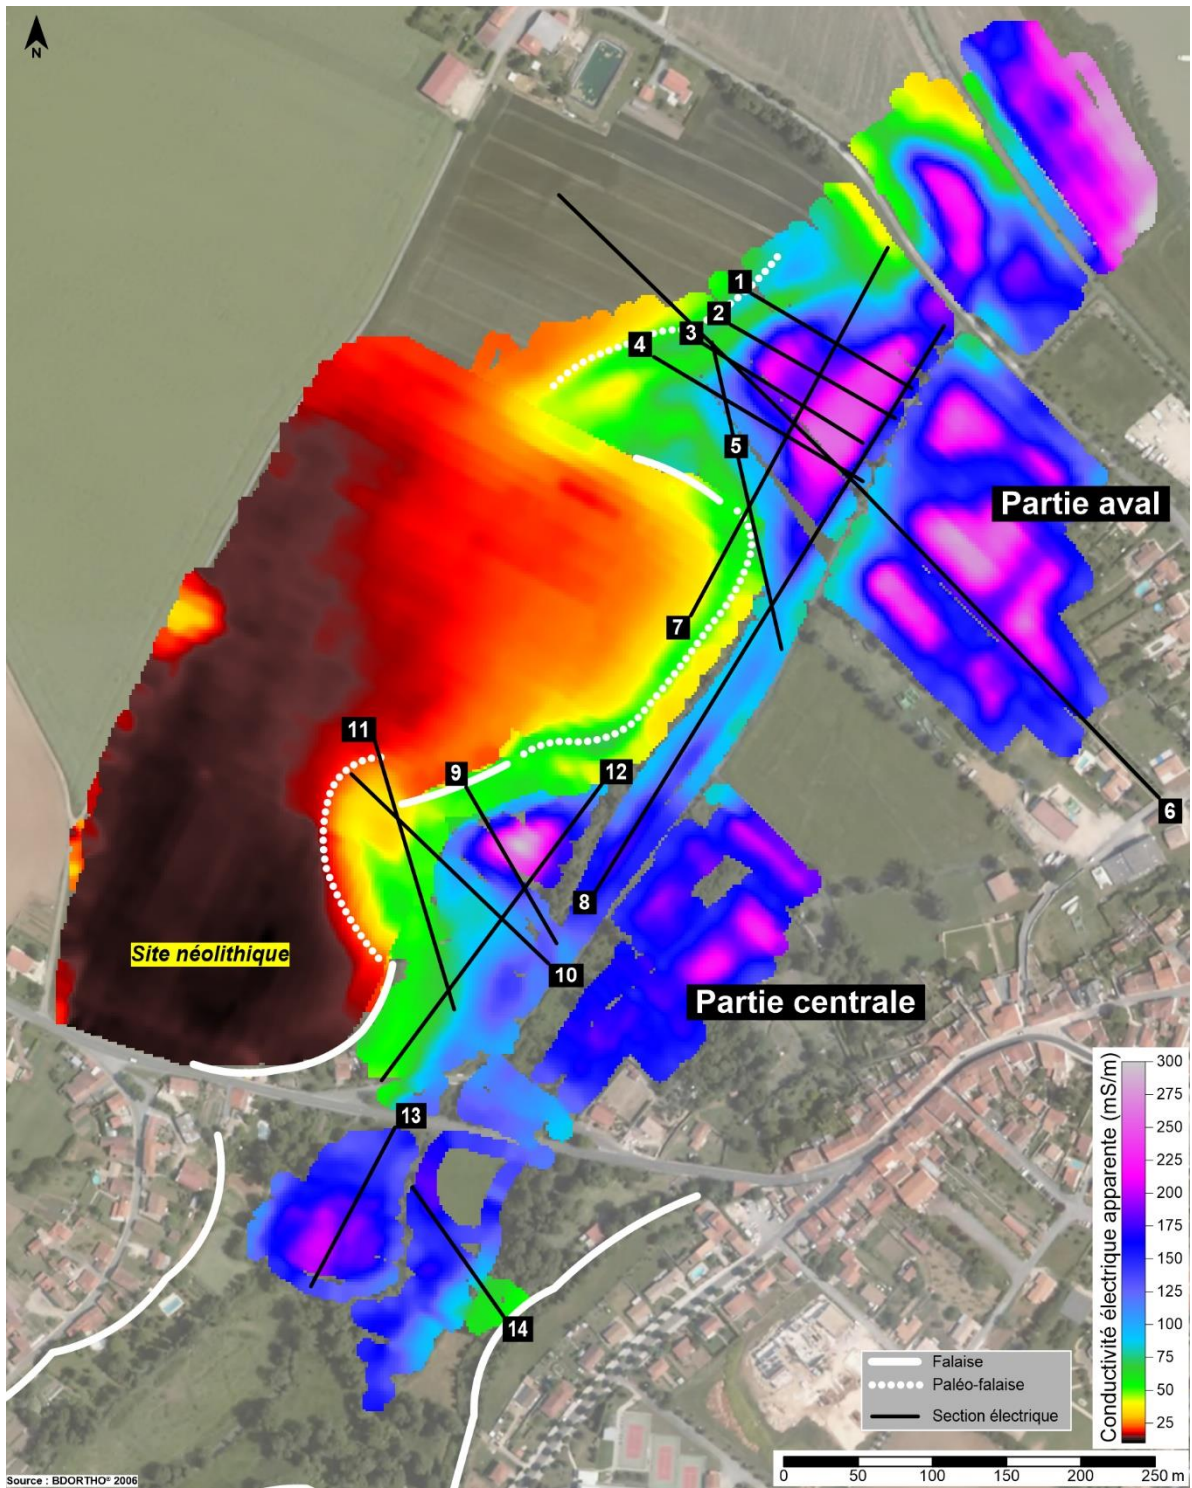 N
1
2
3
4
5
Partie aval
7
11
9
12
6
8
Site néolithique
10
Partie centrale
13
14
Conductivité électrique apparente (mS/m)
300
275
250
225
200
175
150
125
100
75
50
25
Falaise
Paléo-falaise
Section électrique
0 50 100 150 200 250 m
Source : BDORTHO® 2006